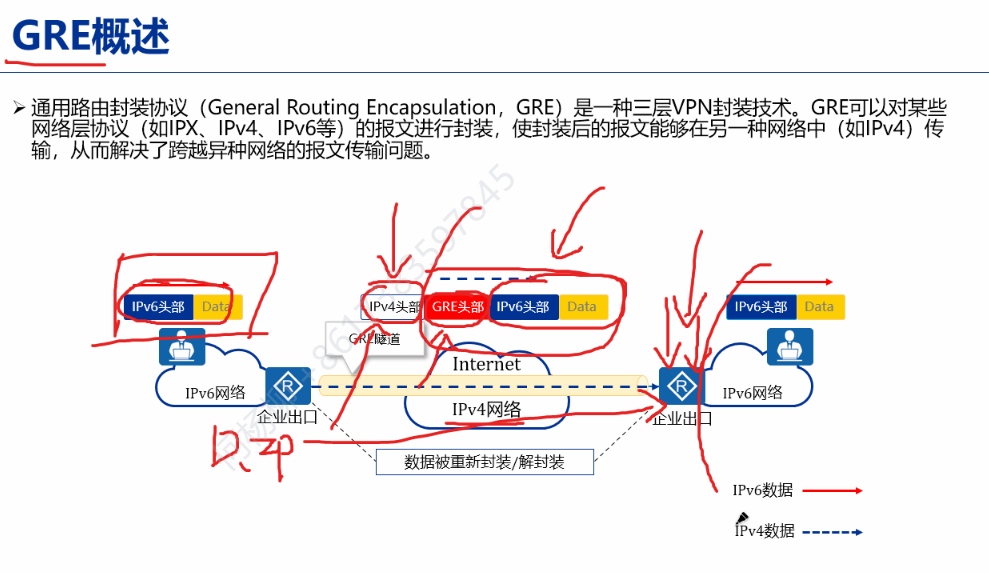 GRE概述
➢ 通用路由封装协议（General Routing Encapsulation，GRE）是一种三层VPN封装技术。GRE可以对某些
网络层协议（如IPX、IPv4、IPv6等）的报文进行封装，使封装后的报文能够在另一种网络中（如IPv4）传
输，从而解决了跨越异种网络的报文传输问题。
IPv6头部 Data
IPv4头部 GRE头部 IPv6头部 Data
IPv6头部 Data
GRE隧道
Internet
IPv6网络
R
IPv4网络
R
IPv6网络
企业出口
企业出口
D.ZP
数据被重新封装/解封装
IPv6数据
IPv4数据